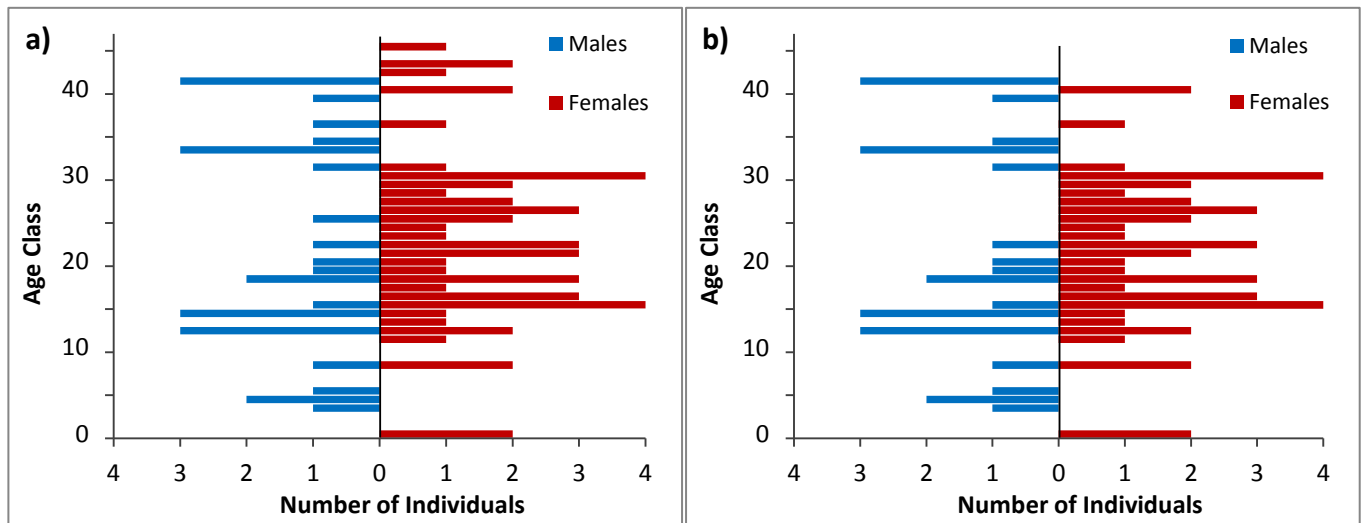 a)
Males
Females
40
30
20
10
0
Age Class
4 3 2 1 0 1 2 3 4
Number of Individuals
b)
Males
Females
40
30
20
10
0
Age Class
4 3 2 1 0 1 2 3 4
Number of Individuals